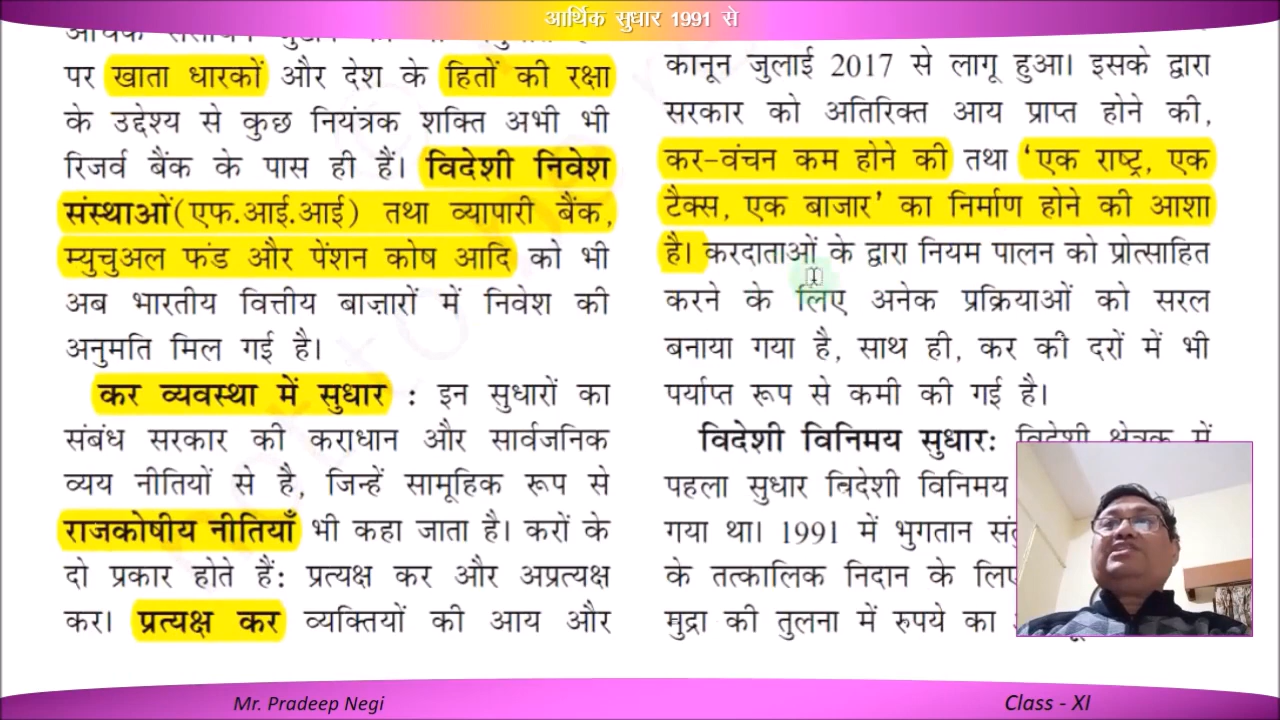 आर्थिक सुधार 1991 से
पर खाता धारकों और देश के हितों की रक्षा
के उद्देश्य से कुछ नियंत्रक शक्ति अभी भी
रिजर्व बैंक के पास ही हैं। विदेशी निवेश
संस्थाओं(एफ.आई.आई) तथा व्यापारी बैंक,
म्युचुअल फंड और पेंशन कोष आदि को भी
अब भारतीय वित्तीय बाज़ारों में निवेश की
अनुमति मिल गई है।
कर व्यवस्था में सुधार : इन सुधारों का
संबंध सरकार की कराधान और सार्वजनिक
व्यय नीतियों से है, जिन्हें सामूहिक रूप से
राजकोषीय नीतियाँ भी कहा जाता है। करों के
दो प्रकार होते हैं: प्रत्यक्ष कर और अप्रत्यक्ष
कर। प्रत्यक्ष कर व्यक्तियों की आय और
कानून जुलाई 2017 से लागू हुआ। इसके द्वारा
सरकार को अतिरिक्त आय प्राप्त होने की,
कर-वंचन कम होने की तथा ‘एक राष्ट्र, एक
टैक्स, एक बाजार’ का निर्माण होने की आशा
है। करदाताओं के द्वारा नियम पालन को प्रोत्साहित
करने के लिए अनेक प्रक्रियाओं को सरल
बनाया गया है, साथ ही, कर की दरों में भी
पर्याप्त रूप से कमी की गई है।
विदेशी विनिमय सुधार: विदेशी क्षेत्रक में
पहला सुधार विदेशी विनिमय
गया था। 1991 में भुगतान
के तत्कालिक निदान के लिए
मुद्रा की तुलना में रुपये का
Mr. Pradeep Negi
Class - XI